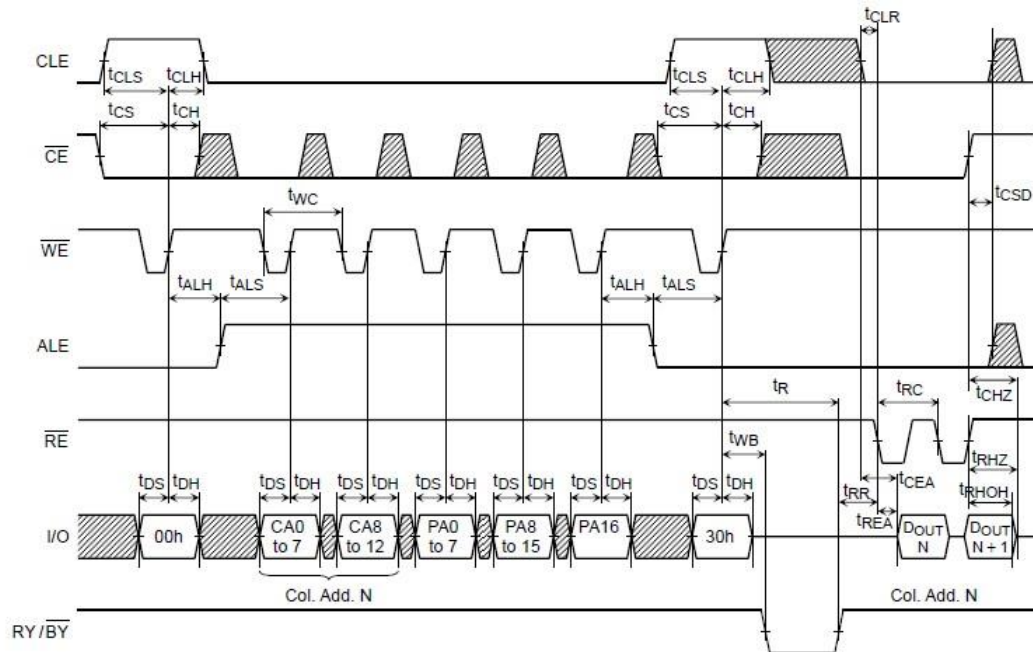 tCLR
CLE
tCLS tCLH tCLS tCLH
tCS tCH tCS tCH
CE
tWC tCSD
WE
tALH tALS tALH tALS
ALE
tR tRC tCHZ
RE
tWB tRHZ
tDS tDH tDS tDH tDS tDH tDS tDH tDS tDH tDS tDH tDS tDH tRR tCEA tRHOH
tREA
I/O 00h CA0 to 7 CA8 to 12 PA0 to 7 PA8 to 15 PA16 30h DOUT N DOUT N + 1
Col. Add. N Col. Add. N
RY/BY